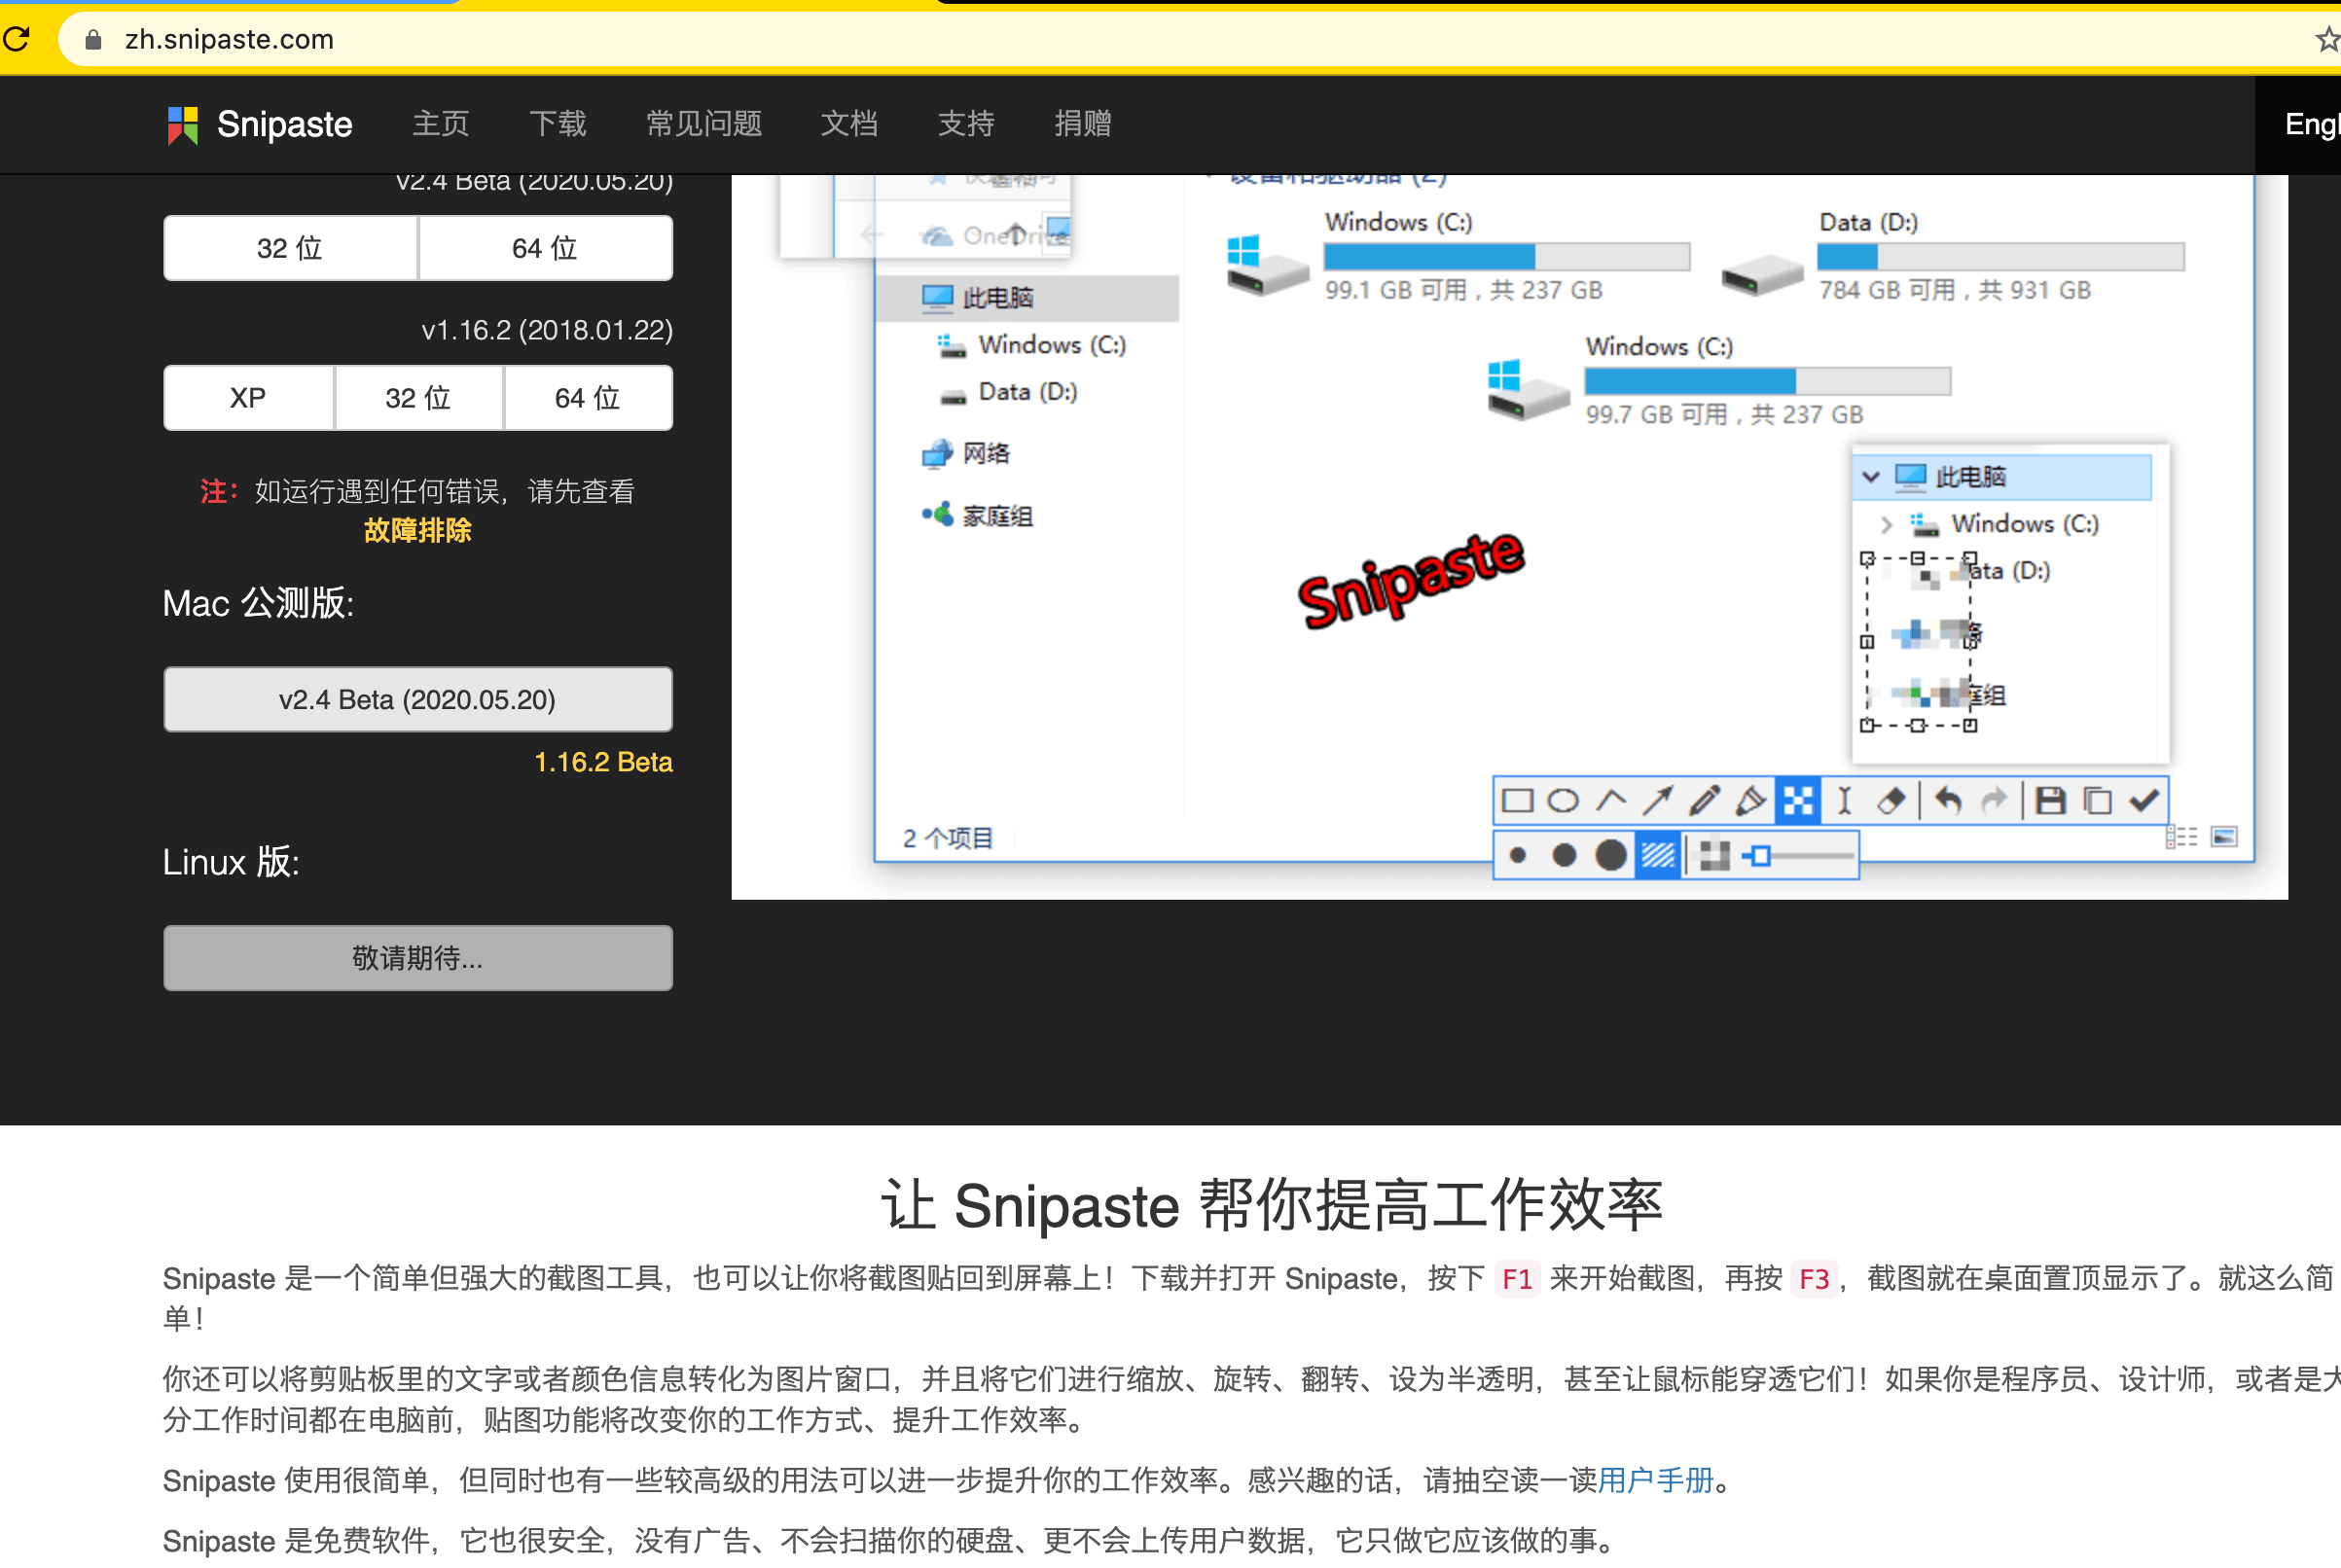 zh.snipaste.com
Snipaste 主页 下载 常见问题 文档 支持 捐赠 Engl
v2.4 Beta (2020.05.20)
32 位 64 位
v1.16.2 (2018.01.22)
XP 32 位 64 位
注：如运行遇到任何错误，请先查看
故障排除
Mac 公测版:
v2.4 Beta (2020.05.20)
1.16.2 Beta
Linux 版:
敬请期待...
设备和驱动器 (2)
OneDrive
Windows (C:)
99.1 GB 可用 , 共 237 GB
Data (D:)
784 GB 可用 , 共 931 GB
此电脑
Windows (C:)
Data (D:)
网络
家庭组
Windows (C:)
99.7 GB 可用 , 共 237 GB
此电脑
Windows (C:)
ata (D:)
庭组
Snipaste
2 个项目
让 Snipaste 帮你提高工作效率
Snipaste 是一个简单但强大的截图工具，也可以让你将截图贴回到屏幕上！下载并打开 Snipaste，按下 F1 来开始截图，再按 F3，截图就在桌面置顶显示了。就这么简
单！
你还可以将剪贴板里的文字或者颜色信息转化为图片窗口，并且将它们进行缩放、旋转、翻转、设为半透明，甚至让鼠标能穿透它们！如果你是程序员、设计师，或者是大
分工作时间都在电脑前，贴图功能将改变你的工作方式、提升工作效率。
Snipaste 使用很简单，但同时也有一些较高级的用法可以进一步提升你的工作效率。感兴趣的话，请抽空读一读用户手册。
Snipaste 是免费软件，它也很安全，没有广告、不会扫描你的硬盘、更不会上传用户数据，它只做它应该做的事。